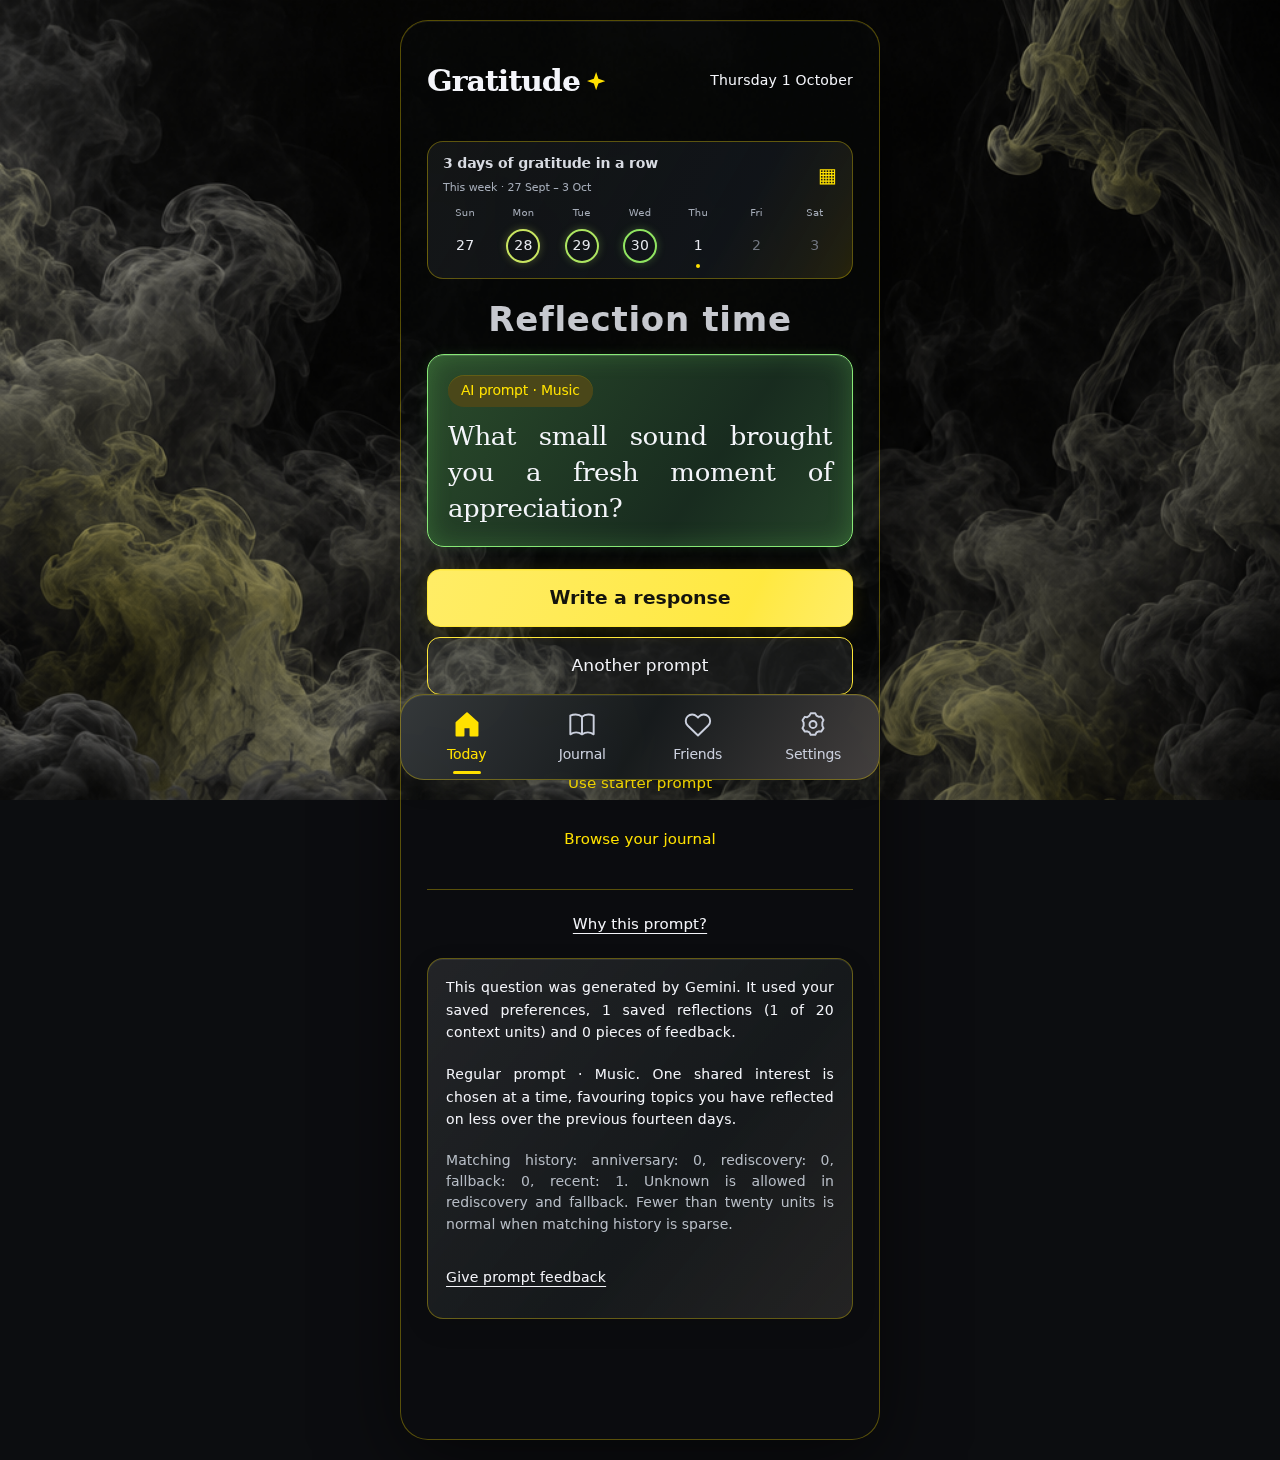 Gratitude
Thursday 1 October
3 days of gratitude in a row
This week · 27 Sept – 3 Oct
Sun Mon Tue Wed Thu Fri Sat
27 28 29 30 1 2 3
Reflection time
AI prompt · Music
What small sound brought
you a fresh moment of
appreciation?
Write a response
Another prompt
Today Journal Friends Settings
Use starter prompt
Browse your journal
Why this prompt?
This question was generated by Gemini. It used your
saved preferences, 1 saved reflections (1 of 20
context units) and 0 pieces of feedback.
Regular prompt · Music. One shared interest is
chosen at a time, favouring topics you have reflected
on less over the previous fourteen days.
Matching history: anniversary: 0, rediscovery: 0,
fallback: 0, recent: 1. Unknown is allowed in
rediscovery and fallback. Fewer than twenty units is
normal when matching history is sparse.
Give prompt feedback